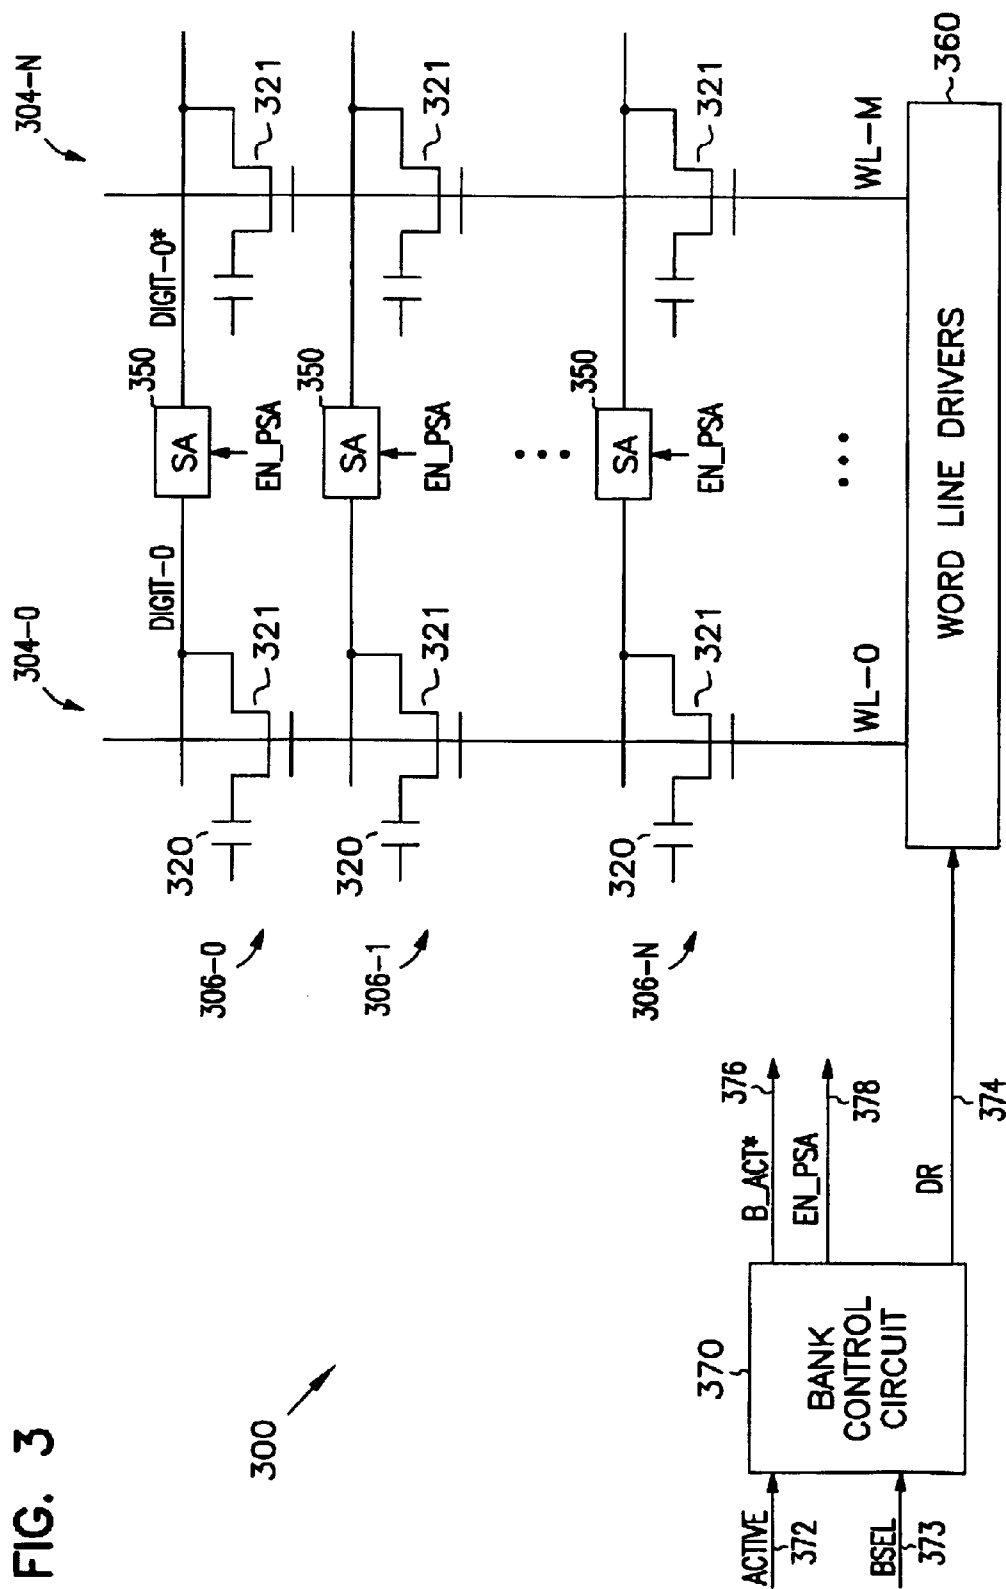 FIG. 3
300
304-0
304-N
DIGIT-0
DIGIT-0*
350
SA
EN_PSA
321
321
320
306-0
350
SA
EN_PSA
321
321
320
306-1
350
SA
EN_PSA
321
321
320
306-N
WL-0
WL-M
WORD LINE DRIVERS
360
370
BANK
CONTROL
CIRCUIT
ACTIVE
372
BSEL
373
B_ACT*
376
EN_PSA
378
DR
374